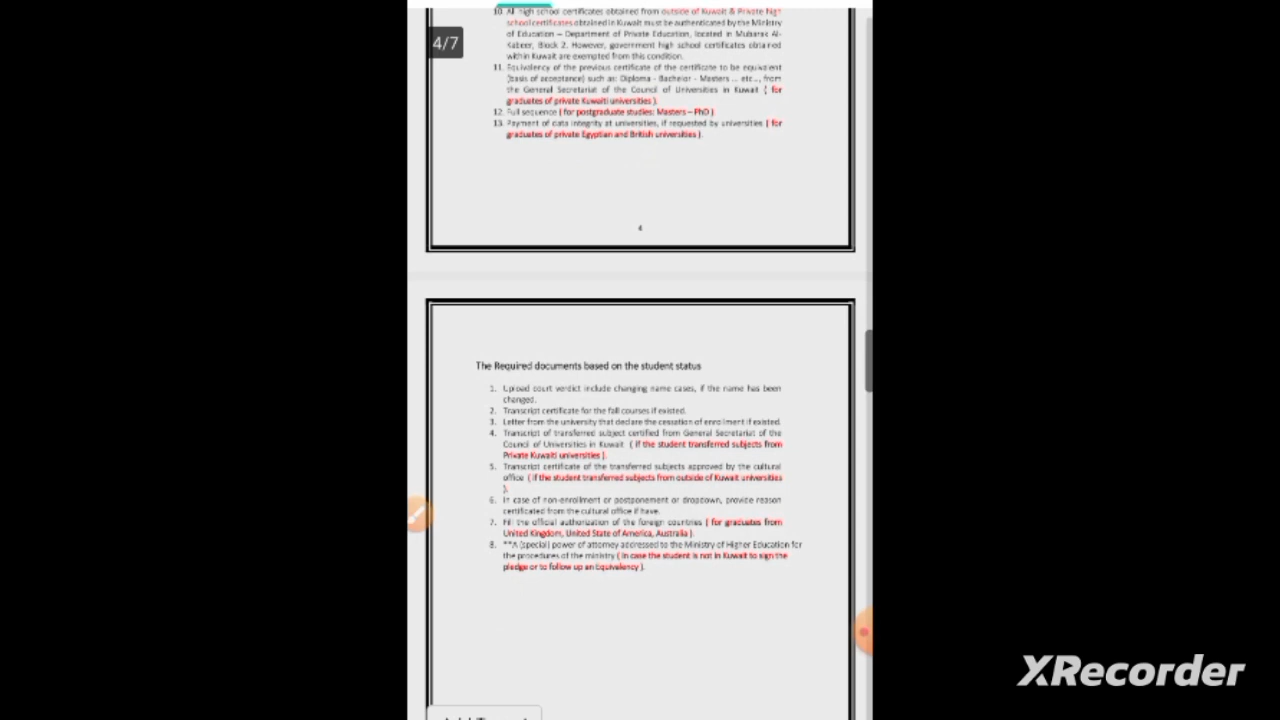 10. All high school certificates obtained from outside of Kuwait & Private high
school certificates obtained in Kuwait must be authenticated by the Ministry
of Education – Department of Private Education, located in Mubarak Al-
Kabeer, Block 2. However, government high school certificates obtained
within Kuwait are exempted from this condition.
11. Equivalency of the previous certificate of the certificate to be equivalent
(basis of acceptance) such as: Diploma - Bachelor - Masters ... etc.., from
the General Secretariat of the Council of Universities in Kuwait ( for
graduates of private Kuwaiti universities ).
12. Full sequence ( for postgraduate studies: Masters – PhD )
13. Payment of data integrity at universities, if requested by universities ( for
graduates of private Egyptian and British universities ).
4/7
4
The Required documents based on the student status
1. Upload court verdict include changing name cases, if the name has been
changed.
2. Transcript certificate for the fall courses if existed.
3. Letter from the university that declare the cessation of enrollment if existed.
4. Transcript of transferred subject certified from General Secretariat of the
Council of Universities in Kuwait ( if the student transferred subjects from
Private Kuwaiti universities ).
5. Transcript certificate of the transferred subjects approved by the cultural
office ( if the student transferred subjects from outside of Kuwait universities
).
6. In case of non-enrollment or postponement or dropdown, provide reason
certificated from the cultural office if have.
7. Fill the official authorization of the foreign countries ( for graduates from
United Kingdom, United State of America, Australia ).
8. **A (special) power of attorney addressed to the Ministry of Higher Education for
the procedures of the ministry ( in case the student is not in Kuwait to sign the
pledge or to follow up an Equivalency ).
XRecorder